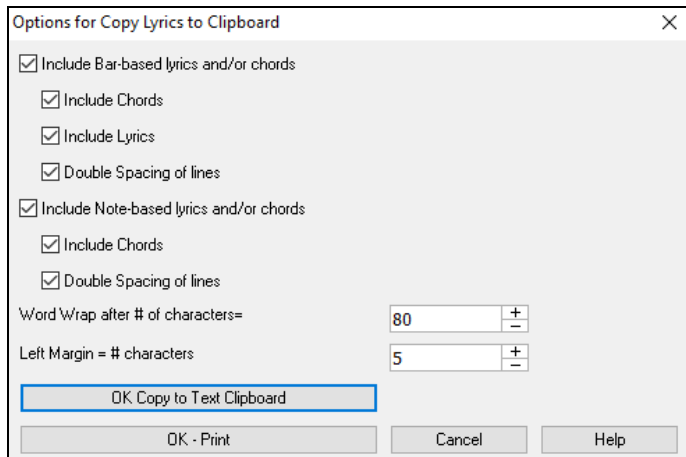 Options for Copy Lyrics to Clipboard
Include Bar-based lyrics and/or chords
Include Chords
Include Lyrics
Double Spacing of lines
Include Note-based lyrics and/or chords
Include Chords
Double Spacing of lines
Word Wrap after # of characters= 80
Left Margin = # characters 5
OK Copy to Text Clipboard
OK - Print Cancel Help